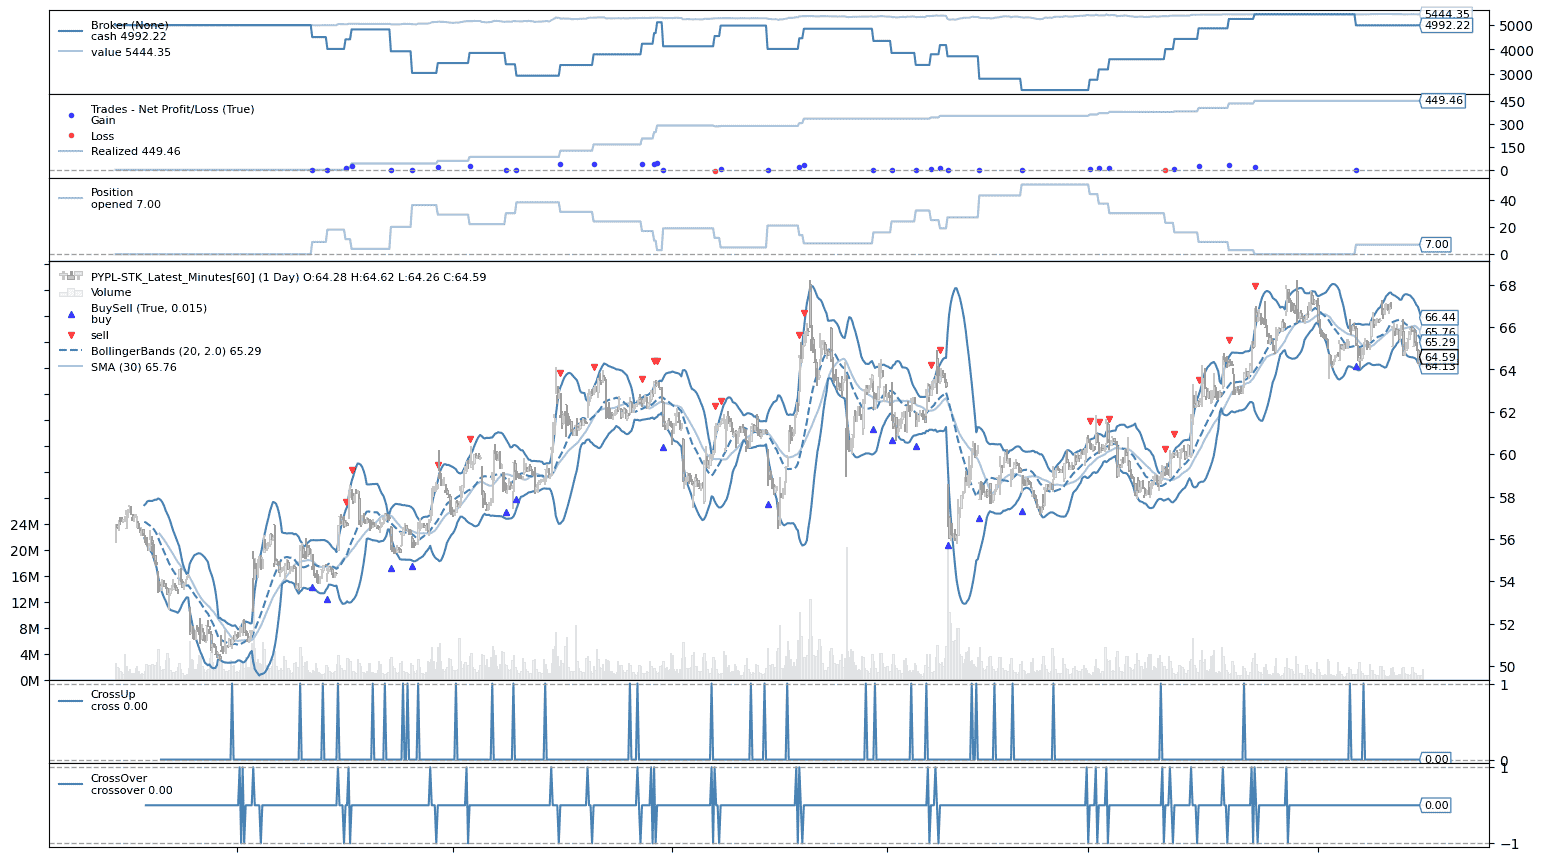 Broker (None)
cash 4992.22
value 5444.35
5444.35
4992.22
5000
4000
3000
Trades - Net Profit/Loss (True)
Gain
Loss
Realized 449.46
449.46
450
300
150
0
Position
opened 7.00
7.00
40
20
0
PYPL-STK_Latest_Minutes[60] (1 Day) O:64.28 H:64.62 L:64.26 C:64.59
Volume
BuySell (True, 0.015)
buy
sell
BollingerBands (20, 2.0) 65.29
SMA (30) 65.76
66.44
65.76
65.29
64.59
64.13
68
66
64
62
60
58
56
54
52
50
24M
20M
16M
12M
8M
4M
0M
CrossUp
cross 0.00
0.00
1
0
CrossOver
crossover 0.00
0.00
1
−1